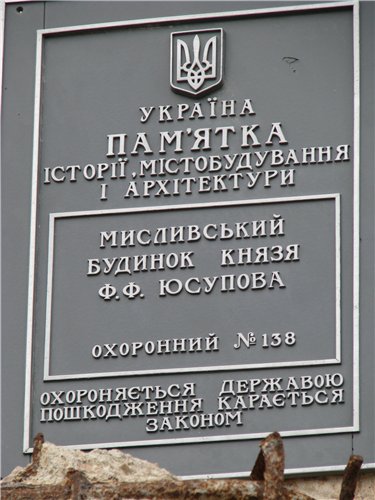 УКРАЇНА
ПАМ'ЯТКА
ІСТОРІЇ, МІСТОБУДУВАННЯ
І АРХІТЕКТУРИ
МИСЛИВСЬКИЙ
БУДИНОК КНЯЗЯ
Ф.Ф. ЮСУПОВА
ОХОРОННИЙ №138
ОХОРОНЯЄТЬСЯ ДЕРЖАВОЮ
ПОШКОДЖЕННЯ КАРАЄТЬСЯ
ЗАКОНОМ